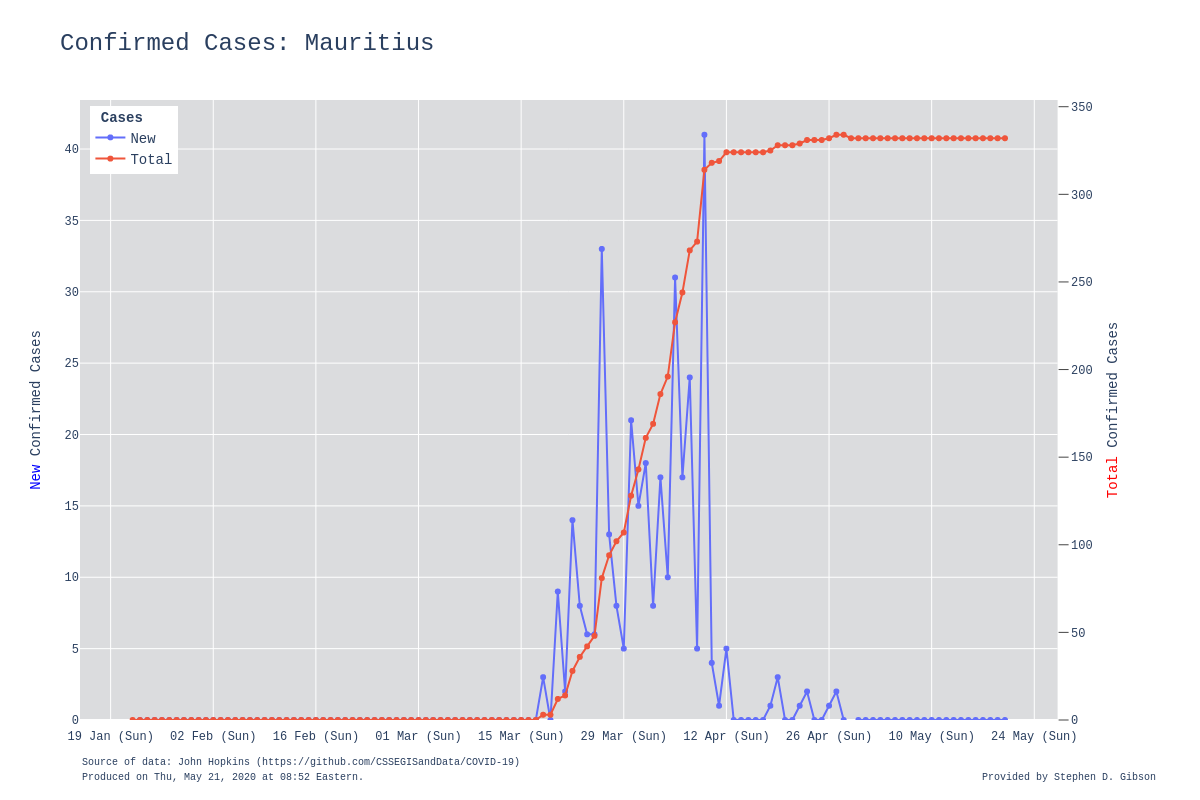 Confirmed Cases: Mauritius
Cases
New
Total
40
35
30
25
20
15
10
5
0
New Confirmed Cases
350
300
250
200
150
100
50
0
Total Confirmed Cases
19 Jan (Sun) 02 Feb (Sun) 16 Feb (Sun) 01 Mar (Sun) 15 Mar (Sun) 29 Mar (Sun) 12 Apr (Sun) 26 Apr (Sun) 10 May (Sun) 24 May (Sun)
Source of data: John Hopkins (https://github.com/CSSEGISandData/COVID-19)
Produced on Thu, May 21, 2020 at 08:52 Eastern.
Provided by Stephen D. Gibson